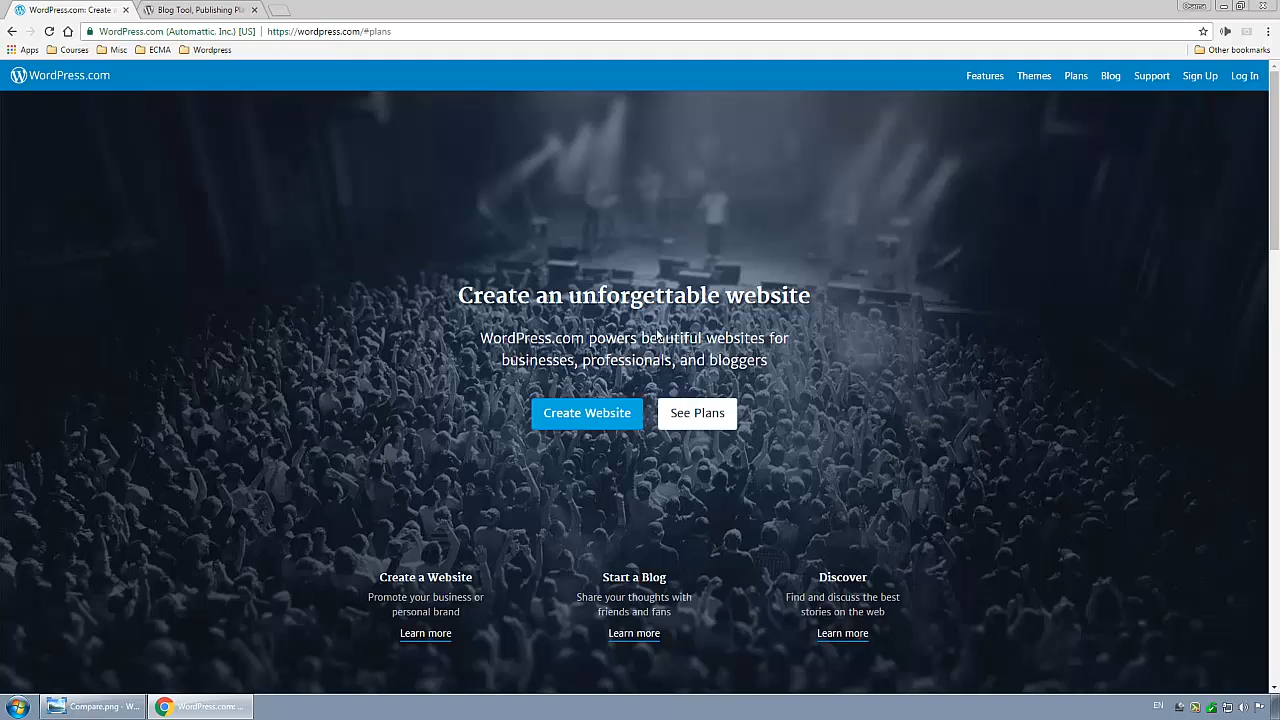 WordPress.com: Create a
Blog Tool, Publishing Pla
WordPress.com (Automattic, Inc.) [US]
https://wordpress.com/#plans
Apps
Courses
Misc
ECMA
Wordpress
Other bookmarks
WordPress.com
Features
Themes
Plans
Blog
Support
Sign Up
Log In
Create an unforgettable website
WordPress.com powers beautiful websites for
businesses, professionals, and bloggers
Create Website
See Plans
Create a Website
Promote your business or
personal brand
Learn more
Start a Blog
Share your thoughts with
friends and fans
Learn more
Discover
Find and discuss the best
stories on the web
Learn more
Compare.png - W...
WordPress.com: ...
EN